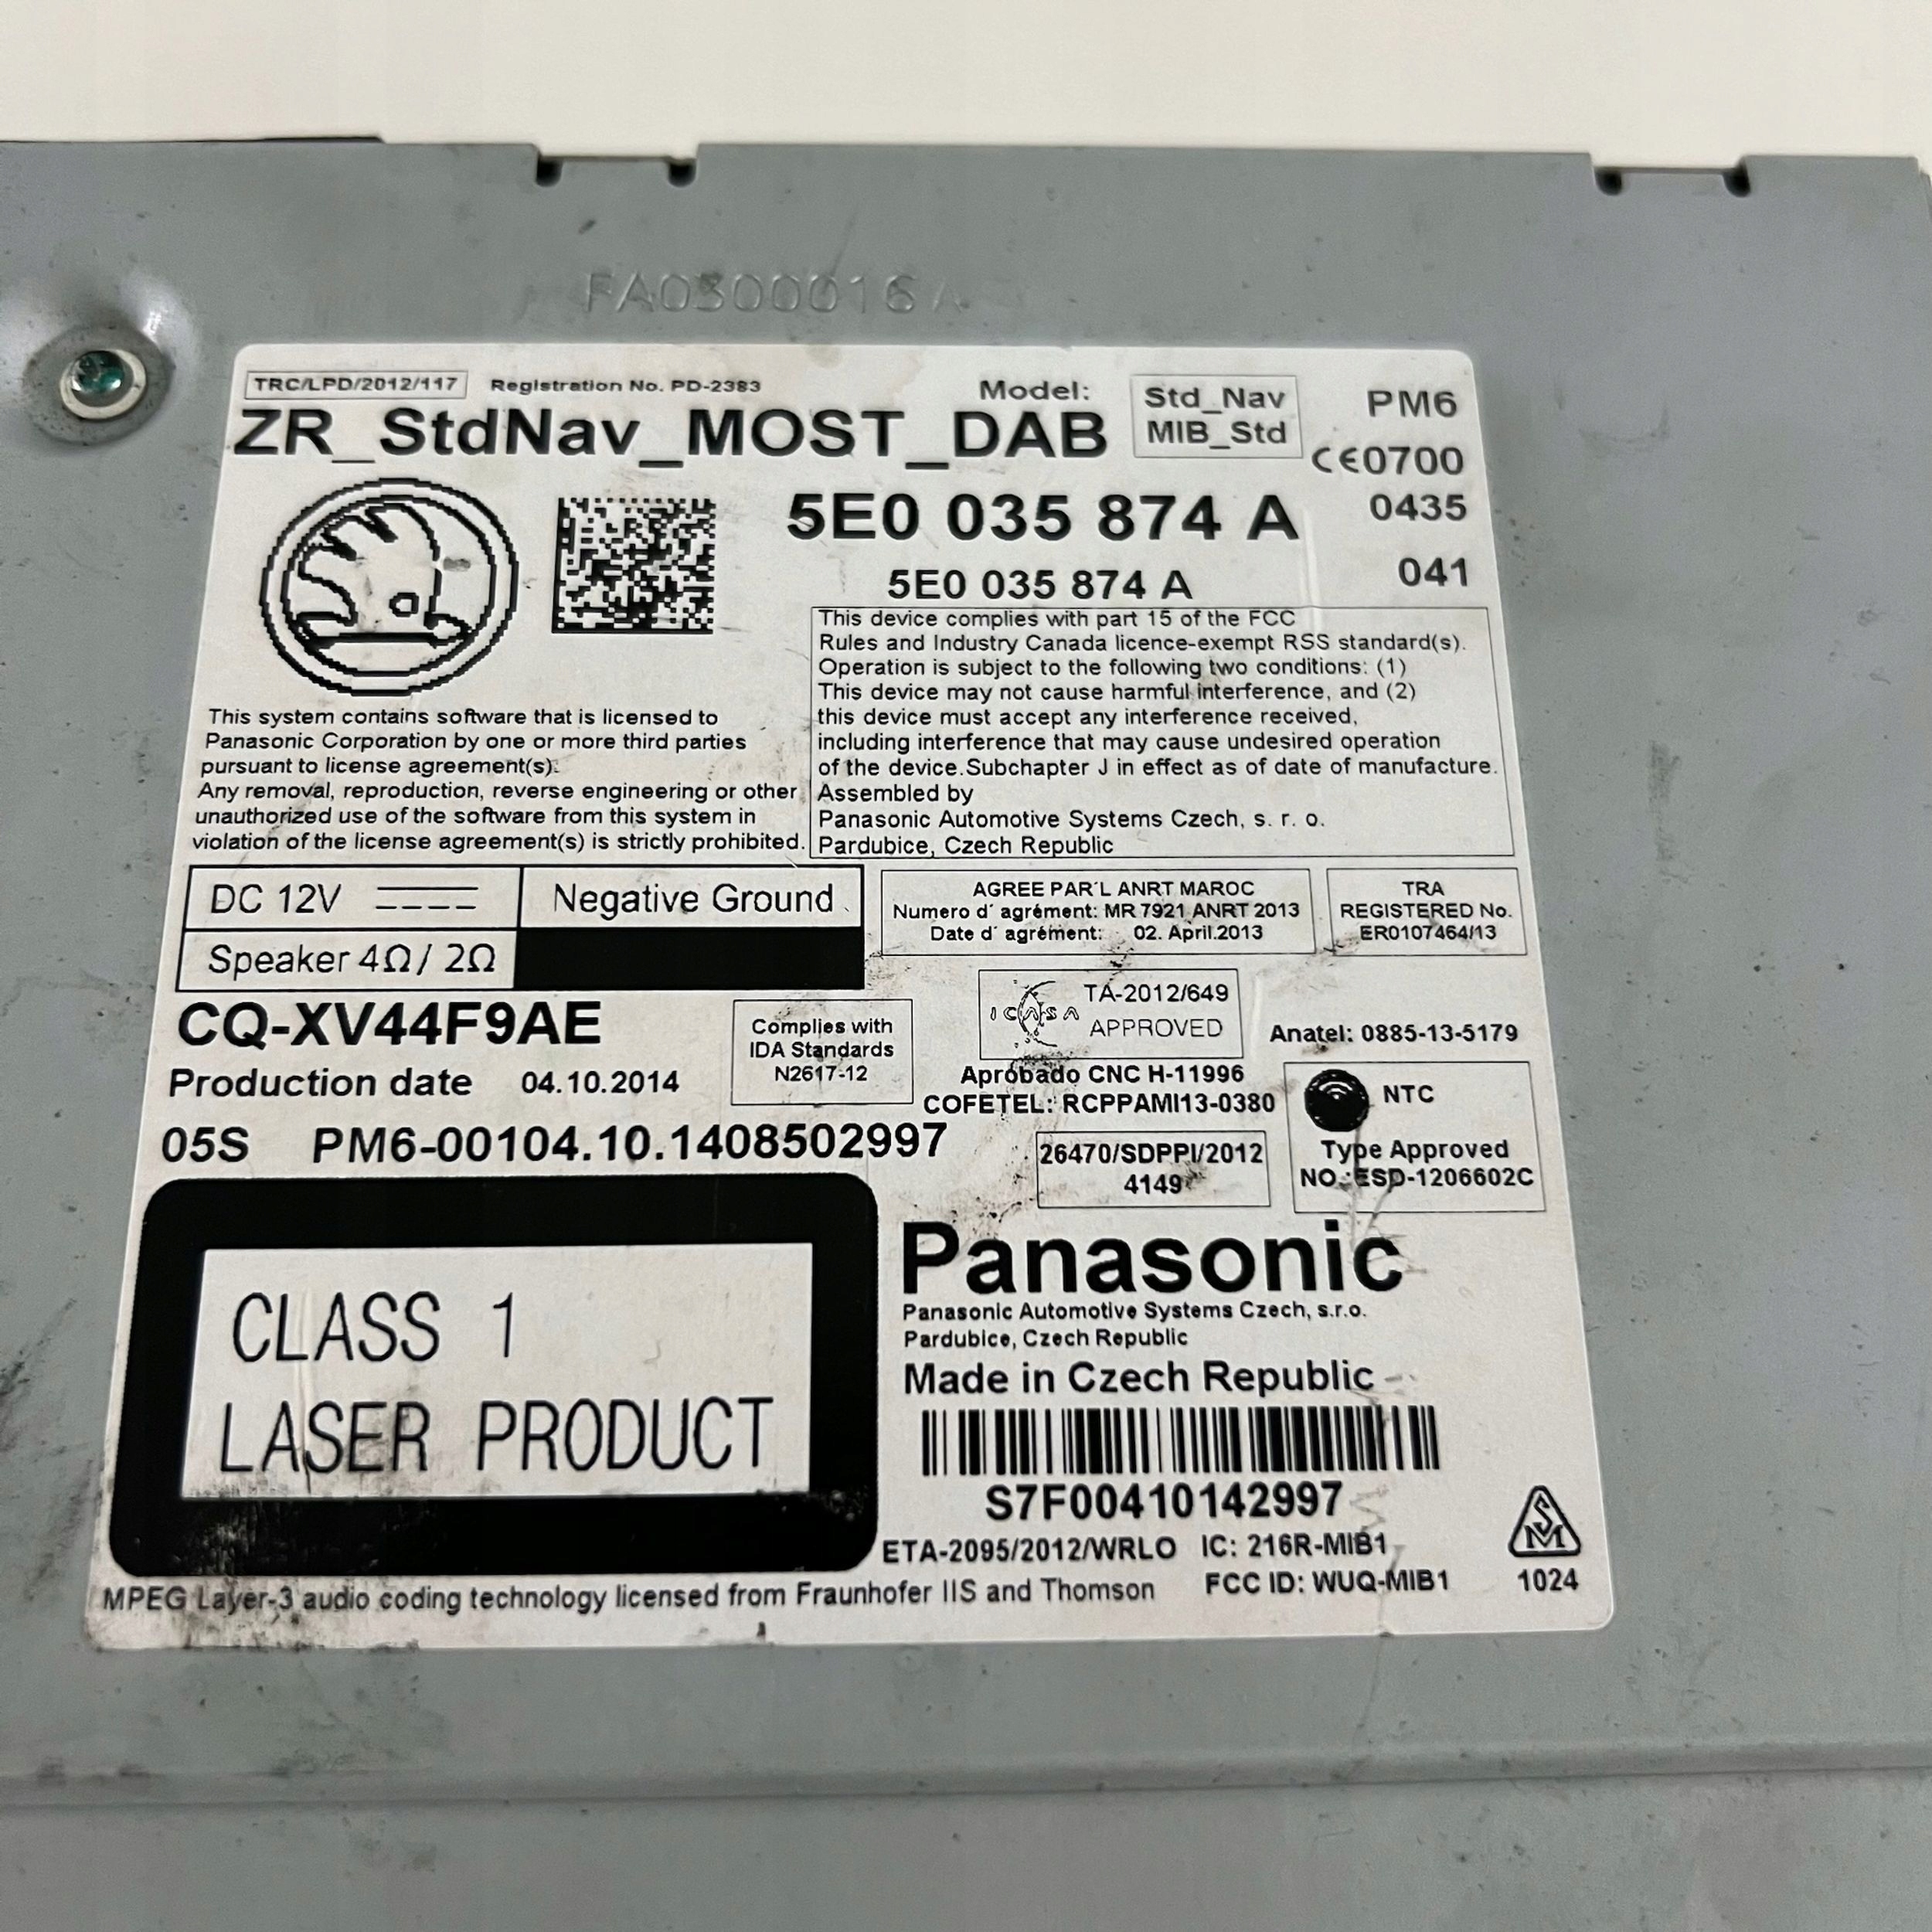 FA0300016A
TRC/LPD/2012/117
Registration No. PD-2383
ZR_StdNav_MOST_DAB
Model:
Std_Nav
MIB_Std
PM6
CE0700
0435
041
5E0 035 874 A
5E0 035 874 A
This system contains software that is licensed to
Panasonic Corporation by one or more third parties
pursuant to license agreement(s).
Any removal, reproduction, reverse engineering or other
unauthorized use of the software from this system in
violation of the license agreement(s) is strictly prohibited.
This device complies with part 15 of the FCC
Rules and Industry Canada licence-exempt RSS standard(s).
Operation is subject to the following two conditions: (1)
This device may not cause harmful interference, and (2)
this device must accept any interference received,
including interference that may cause undesired operation
of the device.Subchapter J in effect as of date of manufacture.
Assembled by
Panasonic Automotive Systems Czech, s. r. o.
Pardubice, Czech Republic
DC 12V
Negative Ground
Speaker 4Ω/ 2Ω
AGREE PAR´L ANRT MAROC
Numero d´ agrément: MR 7921 ANRT 2013
Date d´ agrément: 02. April.2013
TRA
REGISTERED No.
ER0107464/13
CQ-XV44F9AE
Production date 04.10.2014
Complies with
IDA Standards
N2617-12
ICASA
TA-2012/649
APPROVED
Anatel: 0885-13-5179
Aprobado CNC H-11996
COFETEL: RCPPAMI13-0380
05S PM6-00104.10.1408502997
26470/SDPPI/2012
4149
NTC
Type Approved
NO.:ESD-1206602C
CLASS 1
LASER PRODUCT
Panasonic
Panasonic Automotive Systems Czech, s.r.o.
Pardubice, Czech Republic
Made in Czech Republic
S7F00410142997
ETA-2095/2012/WRLO IC: 216R-MIB1
FCC ID: WUQ-MIB1
SM
1024
MPEG Layer-3 audio coding technology licensed from Fraunhofer IIS and Thomson